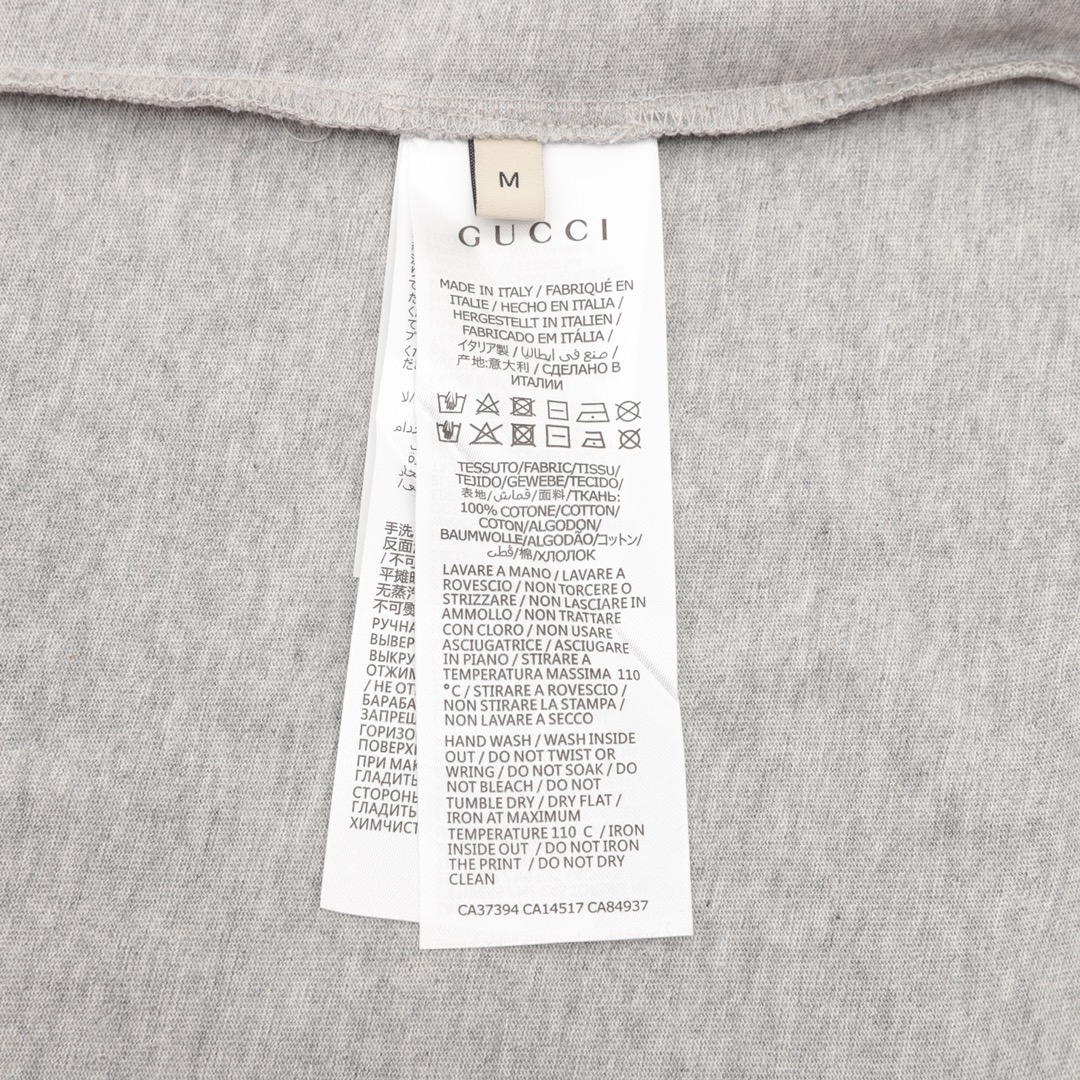 M
GUCCI
MADE IN ITALY / FABRIQUÉ EN
ITALIE / HECHO EN ITALIA /
HERGESTELLT IN ITALIEN /
FABRICADO EM ITÁLIA /
イタリア製 / صنع في ايطاليا /
产地:意大利 / СДЕЛАНО В
ИТАЛИИ
TESSUTO/FABRIC/TISSU/
TEJIDO/GEWEBE/TECIDO/
表地/قماش/面料/ТКАНЬ:
100% COTONE/COTTON/
COTON/ALGODON/
BAUMWOLLE/ALGODÃO/コットン/
قطن/棉/ХЛОЛОК
LAVARE A MANO / LAVARE A
ROVESCIO / NON TORCERE O
STRIZZARE / NON LASCIARE IN
AMMOLLO / NON TRATTARE
CON CLORO / NON USARE
ASCIUGATRICE / ASCIUGARE
IN PIANO / STIRARE A
TEMPERATURA MASSIMA 110
°C / STIRARE A ROVESCIO /
NON STIRARE LA STAMPA /
NON LAVARE A SECCO
HAND WASH / WASH INSIDE
OUT / DO NOT TWIST OR
WRING / DO NOT SOAK / DO
NOT BLEACH / DO NOT
TUMBLE DRY / DRY FLAT /
IRON AT MAXIMUM
TEMPERATURE 110 C / IRON
INSIDE OUT / DO NOT IRON
THE PRINT / DO NOT DRY
CLEAN
CA37394 CA14517 CA84937
手洗
反面
/ 不可
平摊
无蒸汽
不可熨
РУЧНА
ВЫВЕР
ВЫКРУ
ОТЖИМ
/ НЕ ОТ
БАРАБА
ЗАПРЕЩ
ГОРИЗО
ПОВЕРХ
ПРИ МАК
ГЛАДИТЬ
СТОРОНЬ
ГЛАДИТЬ
ХИМЧИСТ